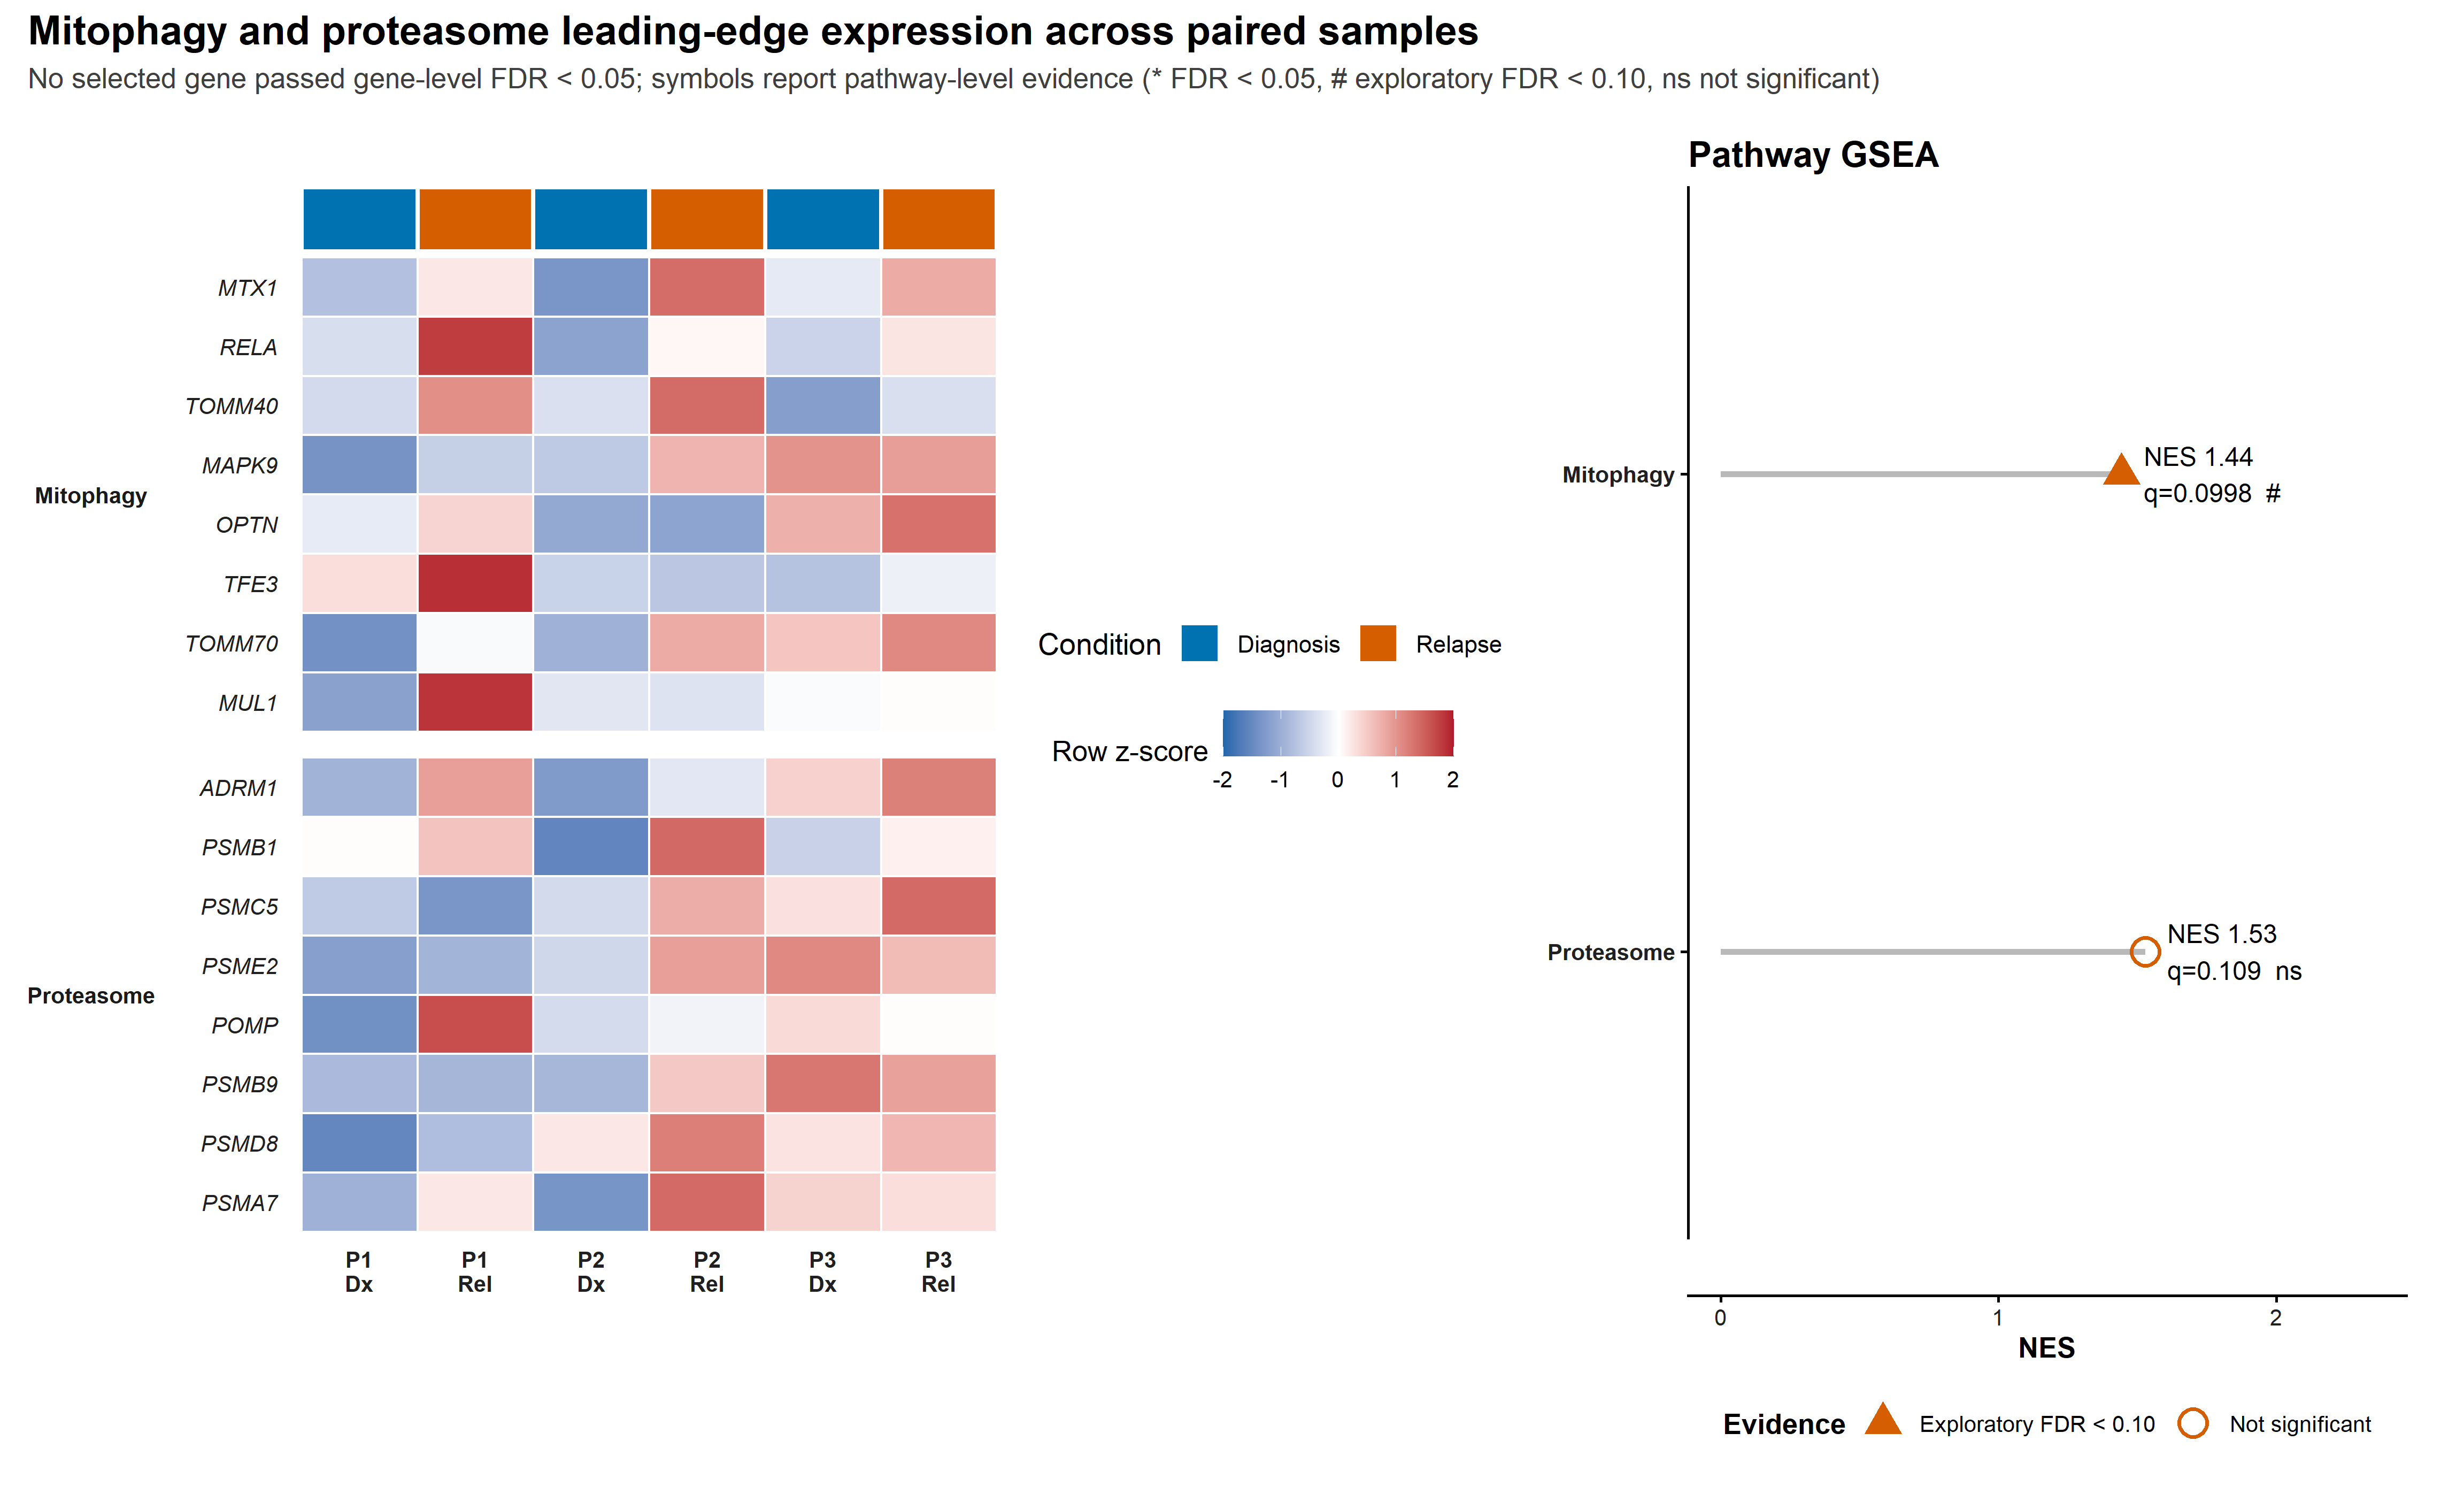 Mitophagy and proteasome leading-edge expression across paired samples
No selected gene passed gene-level FDR < 0.05; symbols report pathway-level evidence (* FDR < 0.05, # exploratory FDR < 0.10, ns not significant)
Mitophagy
MTX1
RELA
TOMM40
MAPK9
OPTN
TFE3
TOMM70
MUL1
Proteasome
ADRM1
PSMB1
PSMC5
PSME2
POMP
PSMB9
PSMD8
PSMA7
P1 Dx
P1 Rel
P2 Dx
P2 Rel
P3 Dx
P3 Rel
Condition Diagnosis Relapse
Row z-score
-2 -1 0 1 2
Pathway GSEA
Mitophagy
NES 1.44
q=0.0998 #
Proteasome
NES 1.53
q=0.109 ns
0 1 2
NES
Evidence Exploratory FDR < 0.10 Not significant